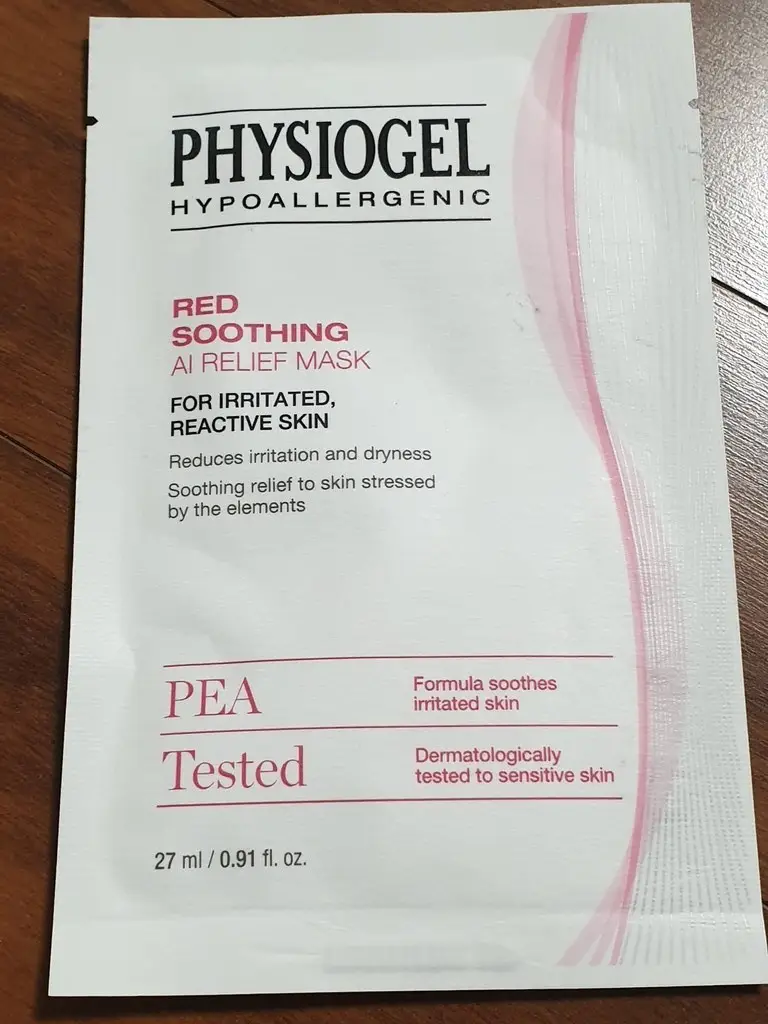 PHYSIOGEL
HYPOALLERGENIC
RED
SOOTHING
AI RELIEF MASK
FOR IRRITATED,
REACTIVE SKIN
Reduces irritation and dryness
Soothing relief to skin stressed
by the elements
PEA
Formula soothes
irritated skin
Tested
Dermatologically
tested to sensitive skin
27 ml / 0.91 fl. oz.